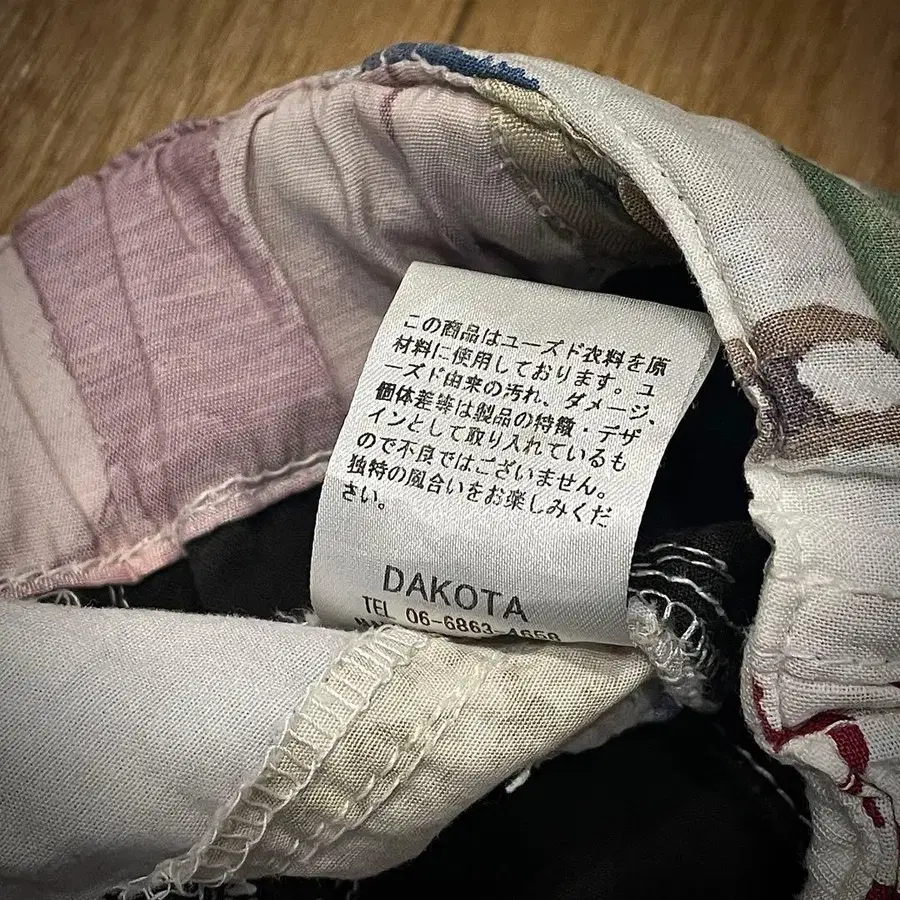 この商品はユーズド衣料を原
材料に使用しております。ユ
ーズド由来の汚れ、ダメージ、
個体差等は製品の特徴・デザ
インとして取り入れているも
ので不良ではございません。
独特の風合いをお楽しみくだ
さい。
DAKOTA
TEL 06-6863-4650